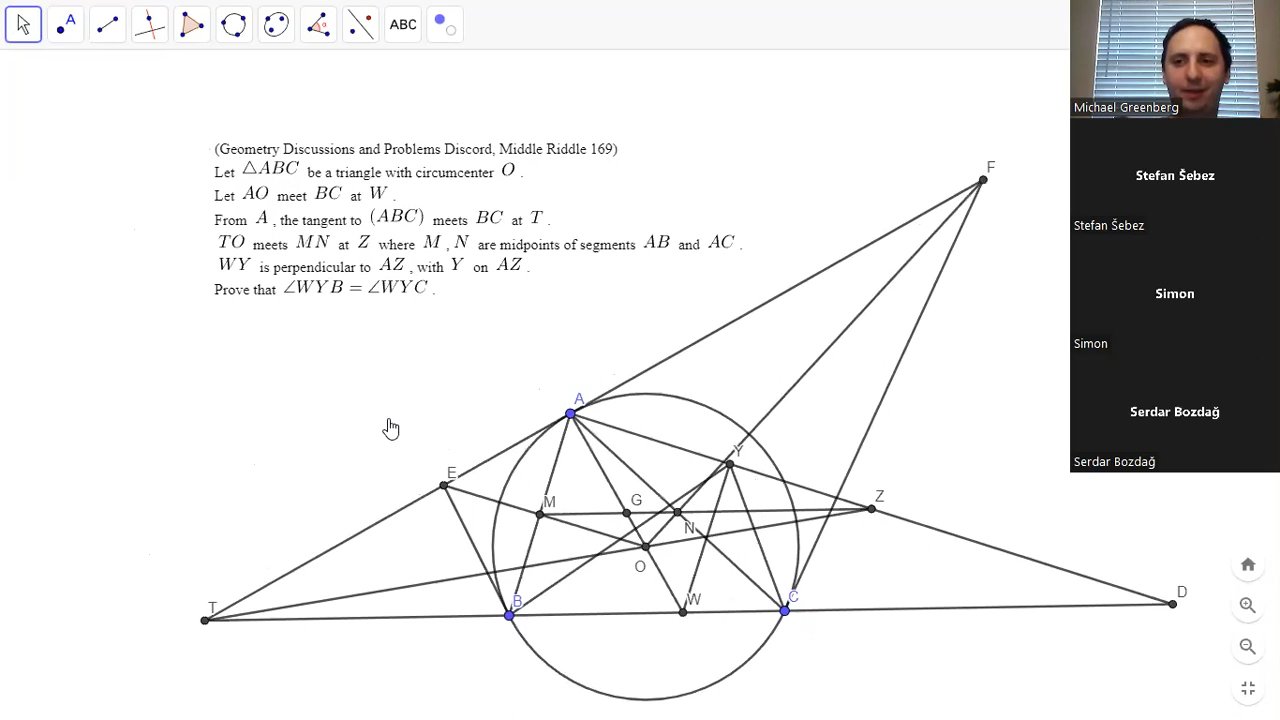 ABC
Michael Greenberg
(Geometry Discussions and Problems Discord, Middle Riddle 169)
Let △ABC be a triangle with circumcenter O .
Let AO meet BC at W .
From A , the tangent to (ABC) meets BC at T .
TO meets MN at Z where M , N are midpoints of segments AB and AC .
WY is perpendicular to AZ , with Y on AZ .
Prove that ∠WYB = ∠WYC .
F
Stefan Šebez
Stefan Šebez
Simon
Simon
Serdar Bozdağ
Serdar Bozdağ
A
Y
E
M
G
Z
N
O
T
B
W
C
D